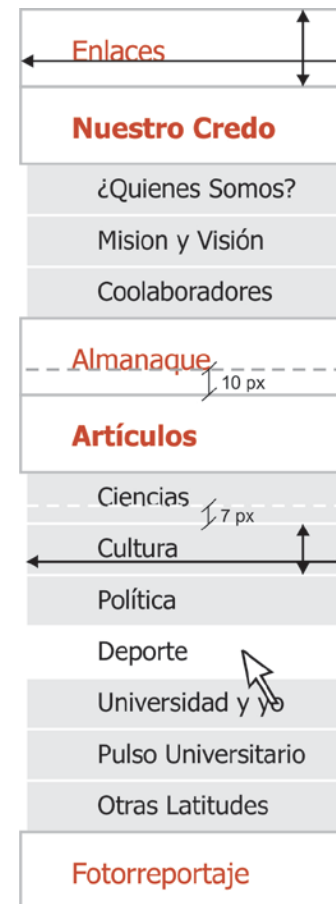 Enlaces
Nuestro Credo
¿Quienes Somos?
Mision y Visión
Coolaboradores
Almanaque
10 px
Artículos
Ciencias
7 px
Cultura
Política
Deporte
Universidad y yo
Pulso Universitario
Otras Latitudes
Fotorreportaje